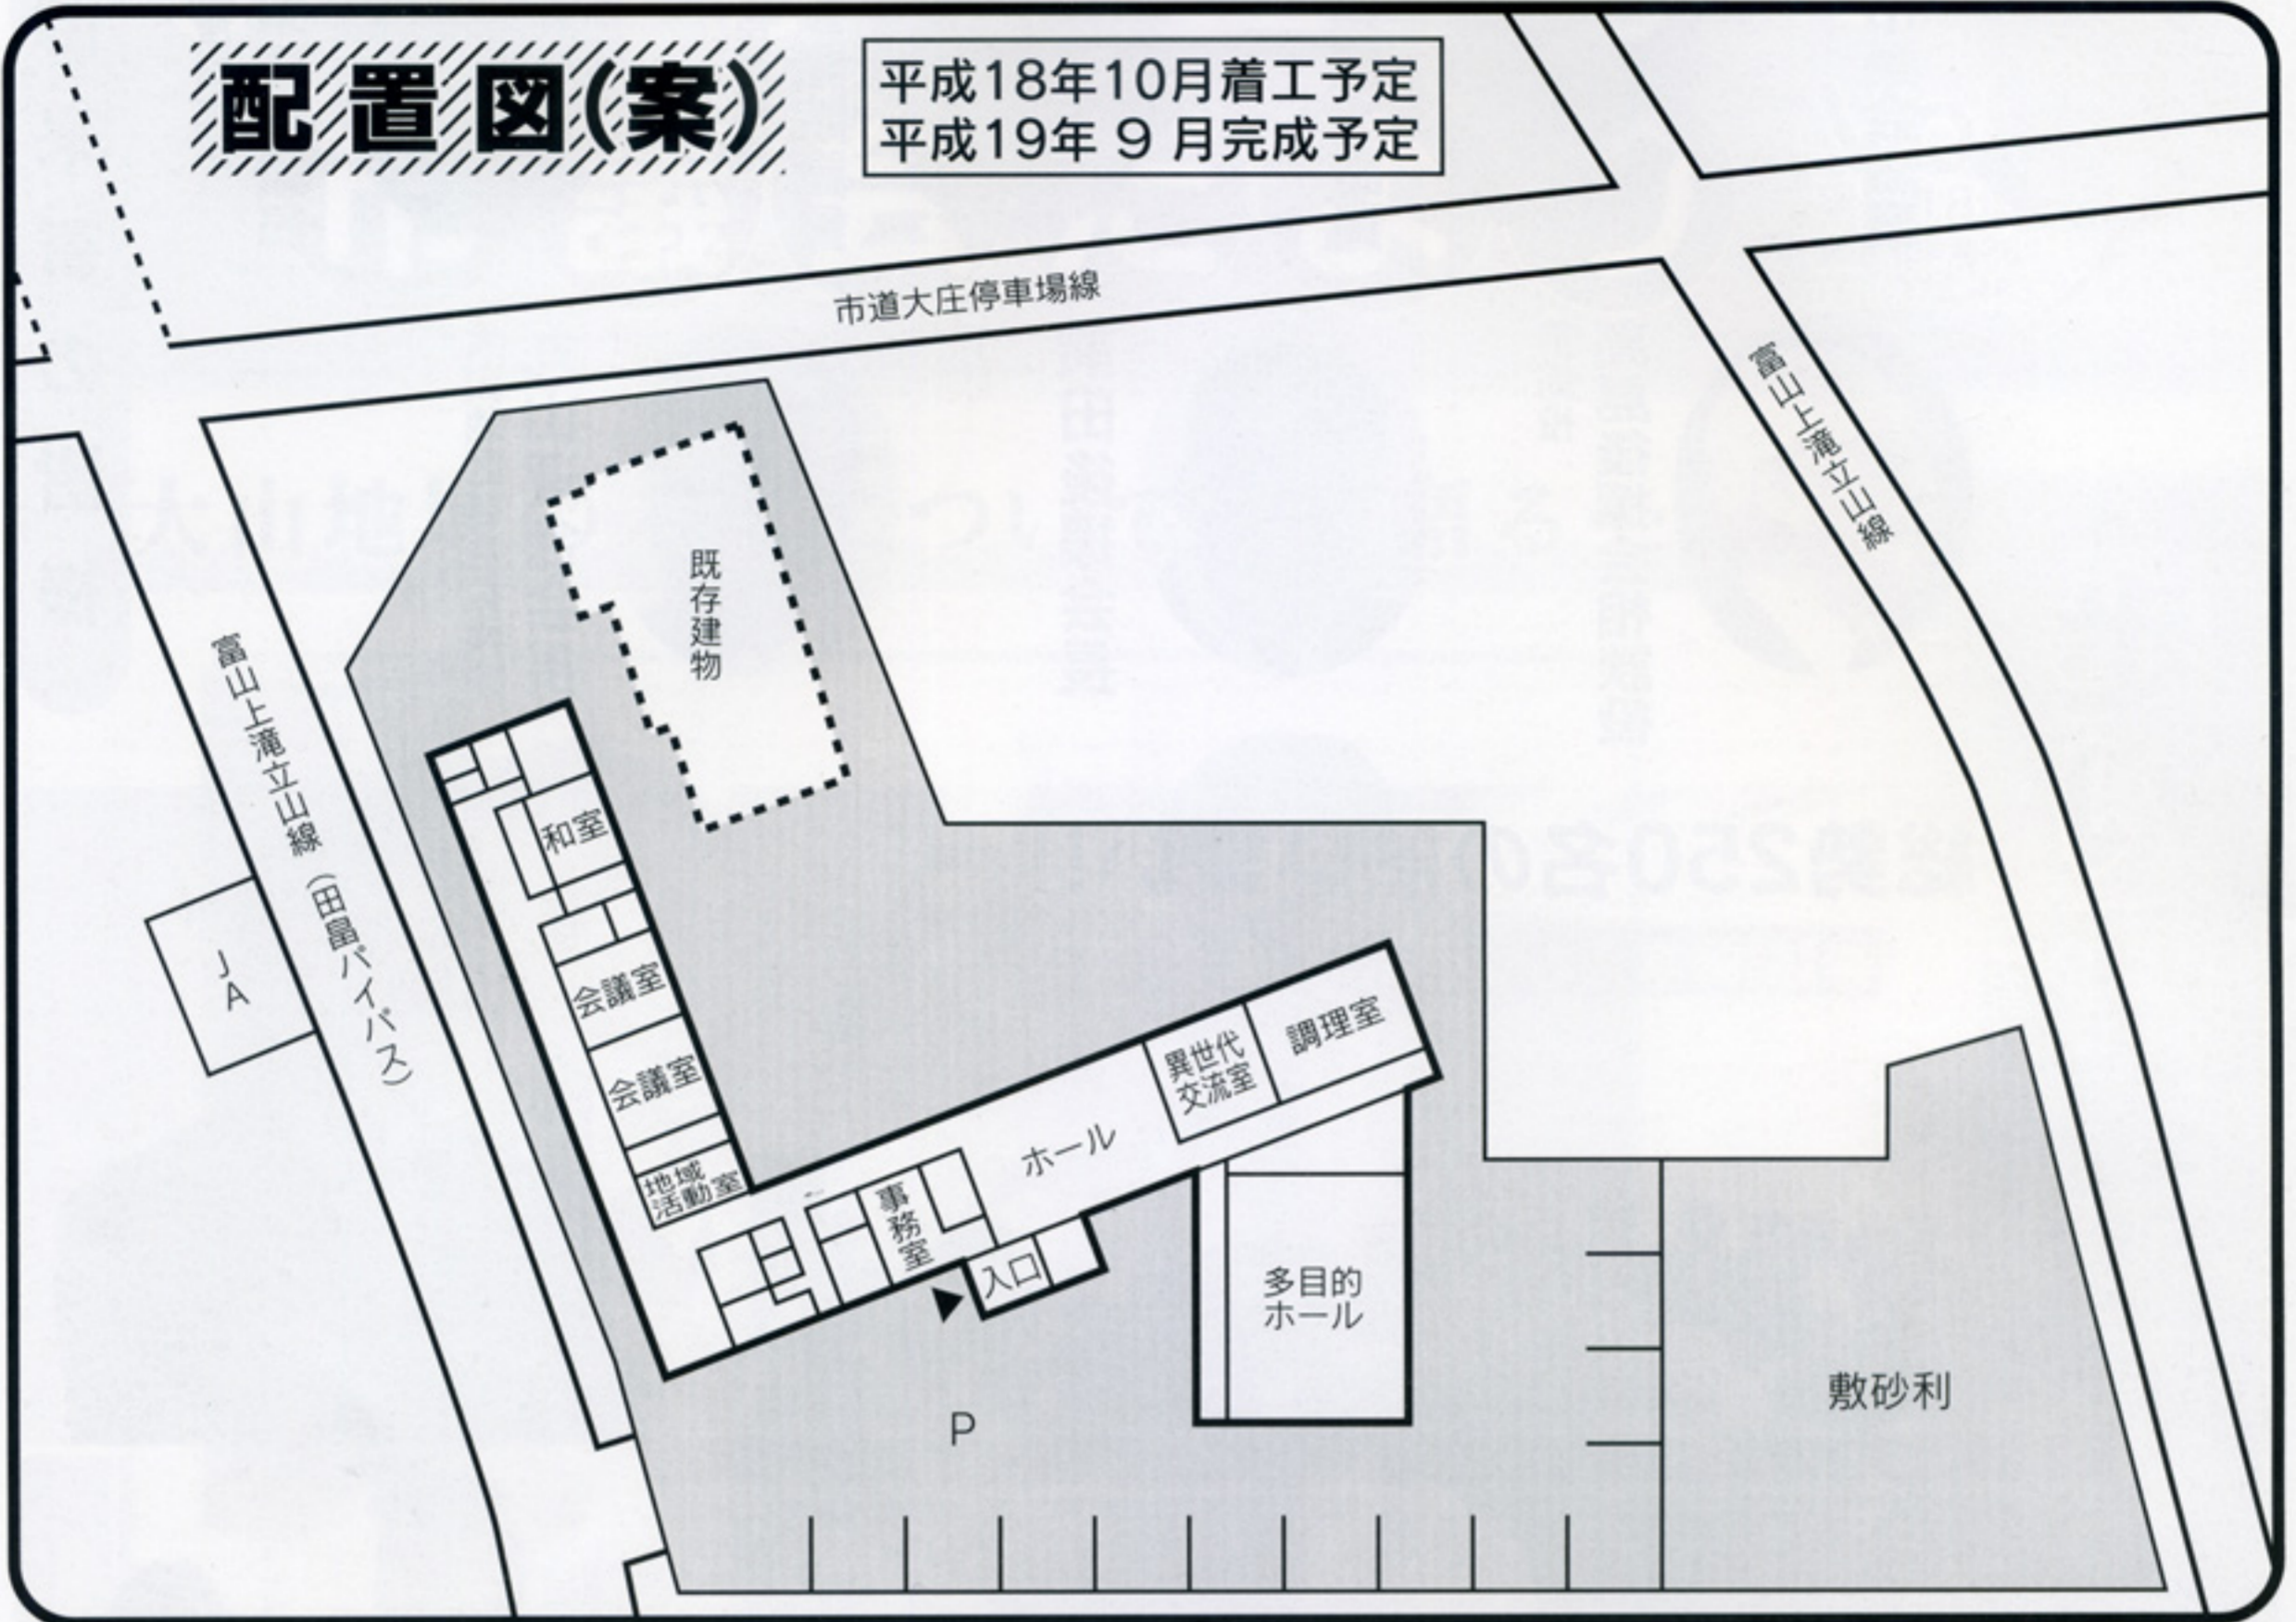 配置図(案)
平成18年10月着工予定
平成19年9月完成予定
市道大庄停車場線
富山上滝立山線
既存建物
富山上滝立山線(田畠バイパス)
JA
和室
会議室
会議室
地域
活動室
事務室
入口
ホール
異世代
交流室
調理室
多目的
ホール
P
敷砂利